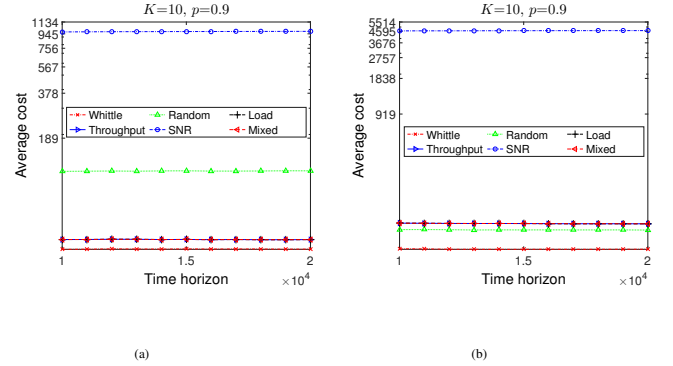 K=10, p=0.9
1134
945
756
567
378
189
Average cost
Whittle
Random
Load
Throughput
SNR
Mixed
1
1.5
2
Time horizon
×10^4
(a)
K=10, p=0.9
5514
4595
3676
2757
1838
919
Average cost
Whittle
Random
Load
Throughput
SNR
Mixed
1
1.5
2
Time horizon
×10^4
(b)